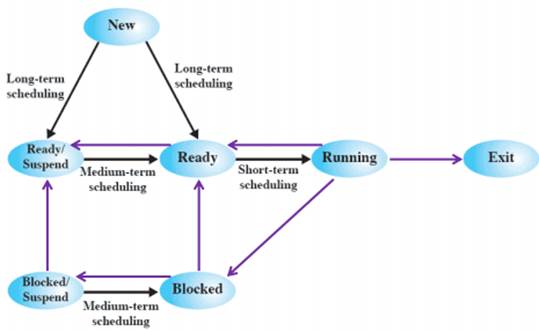 New
Long-term
scheduling
Long-term
scheduling
Ready/
Suspend
Medium-term
scheduling
Ready
Short-term
scheduling
Running
Exit
Blocked/
Suspend
Medium-term
scheduling
Blocked